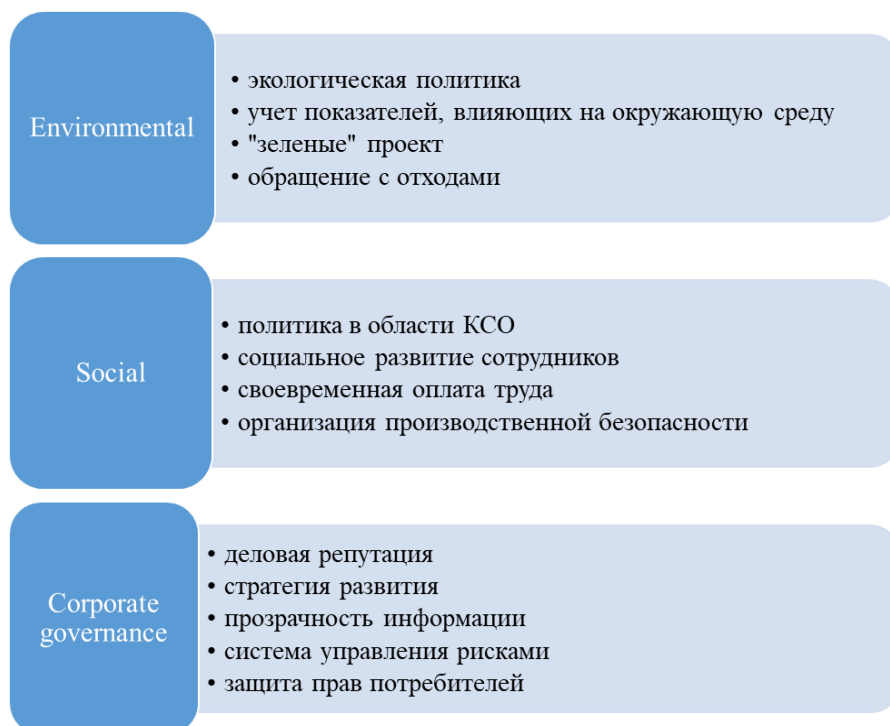 Environmental
• экологическая политика
• учет показателей, влияющих на окружающую среду
• "зеленые" проект
• обращение с отходами
Social
• политика в области КСО
• социальное развитие сотрудников
• своевременная оплата труда
• организация производственной безопасности
Corporate
governance
• деловая репутация
• стратегия развития
• прозрачность информации
• система управления рисками
• защита прав потребителей